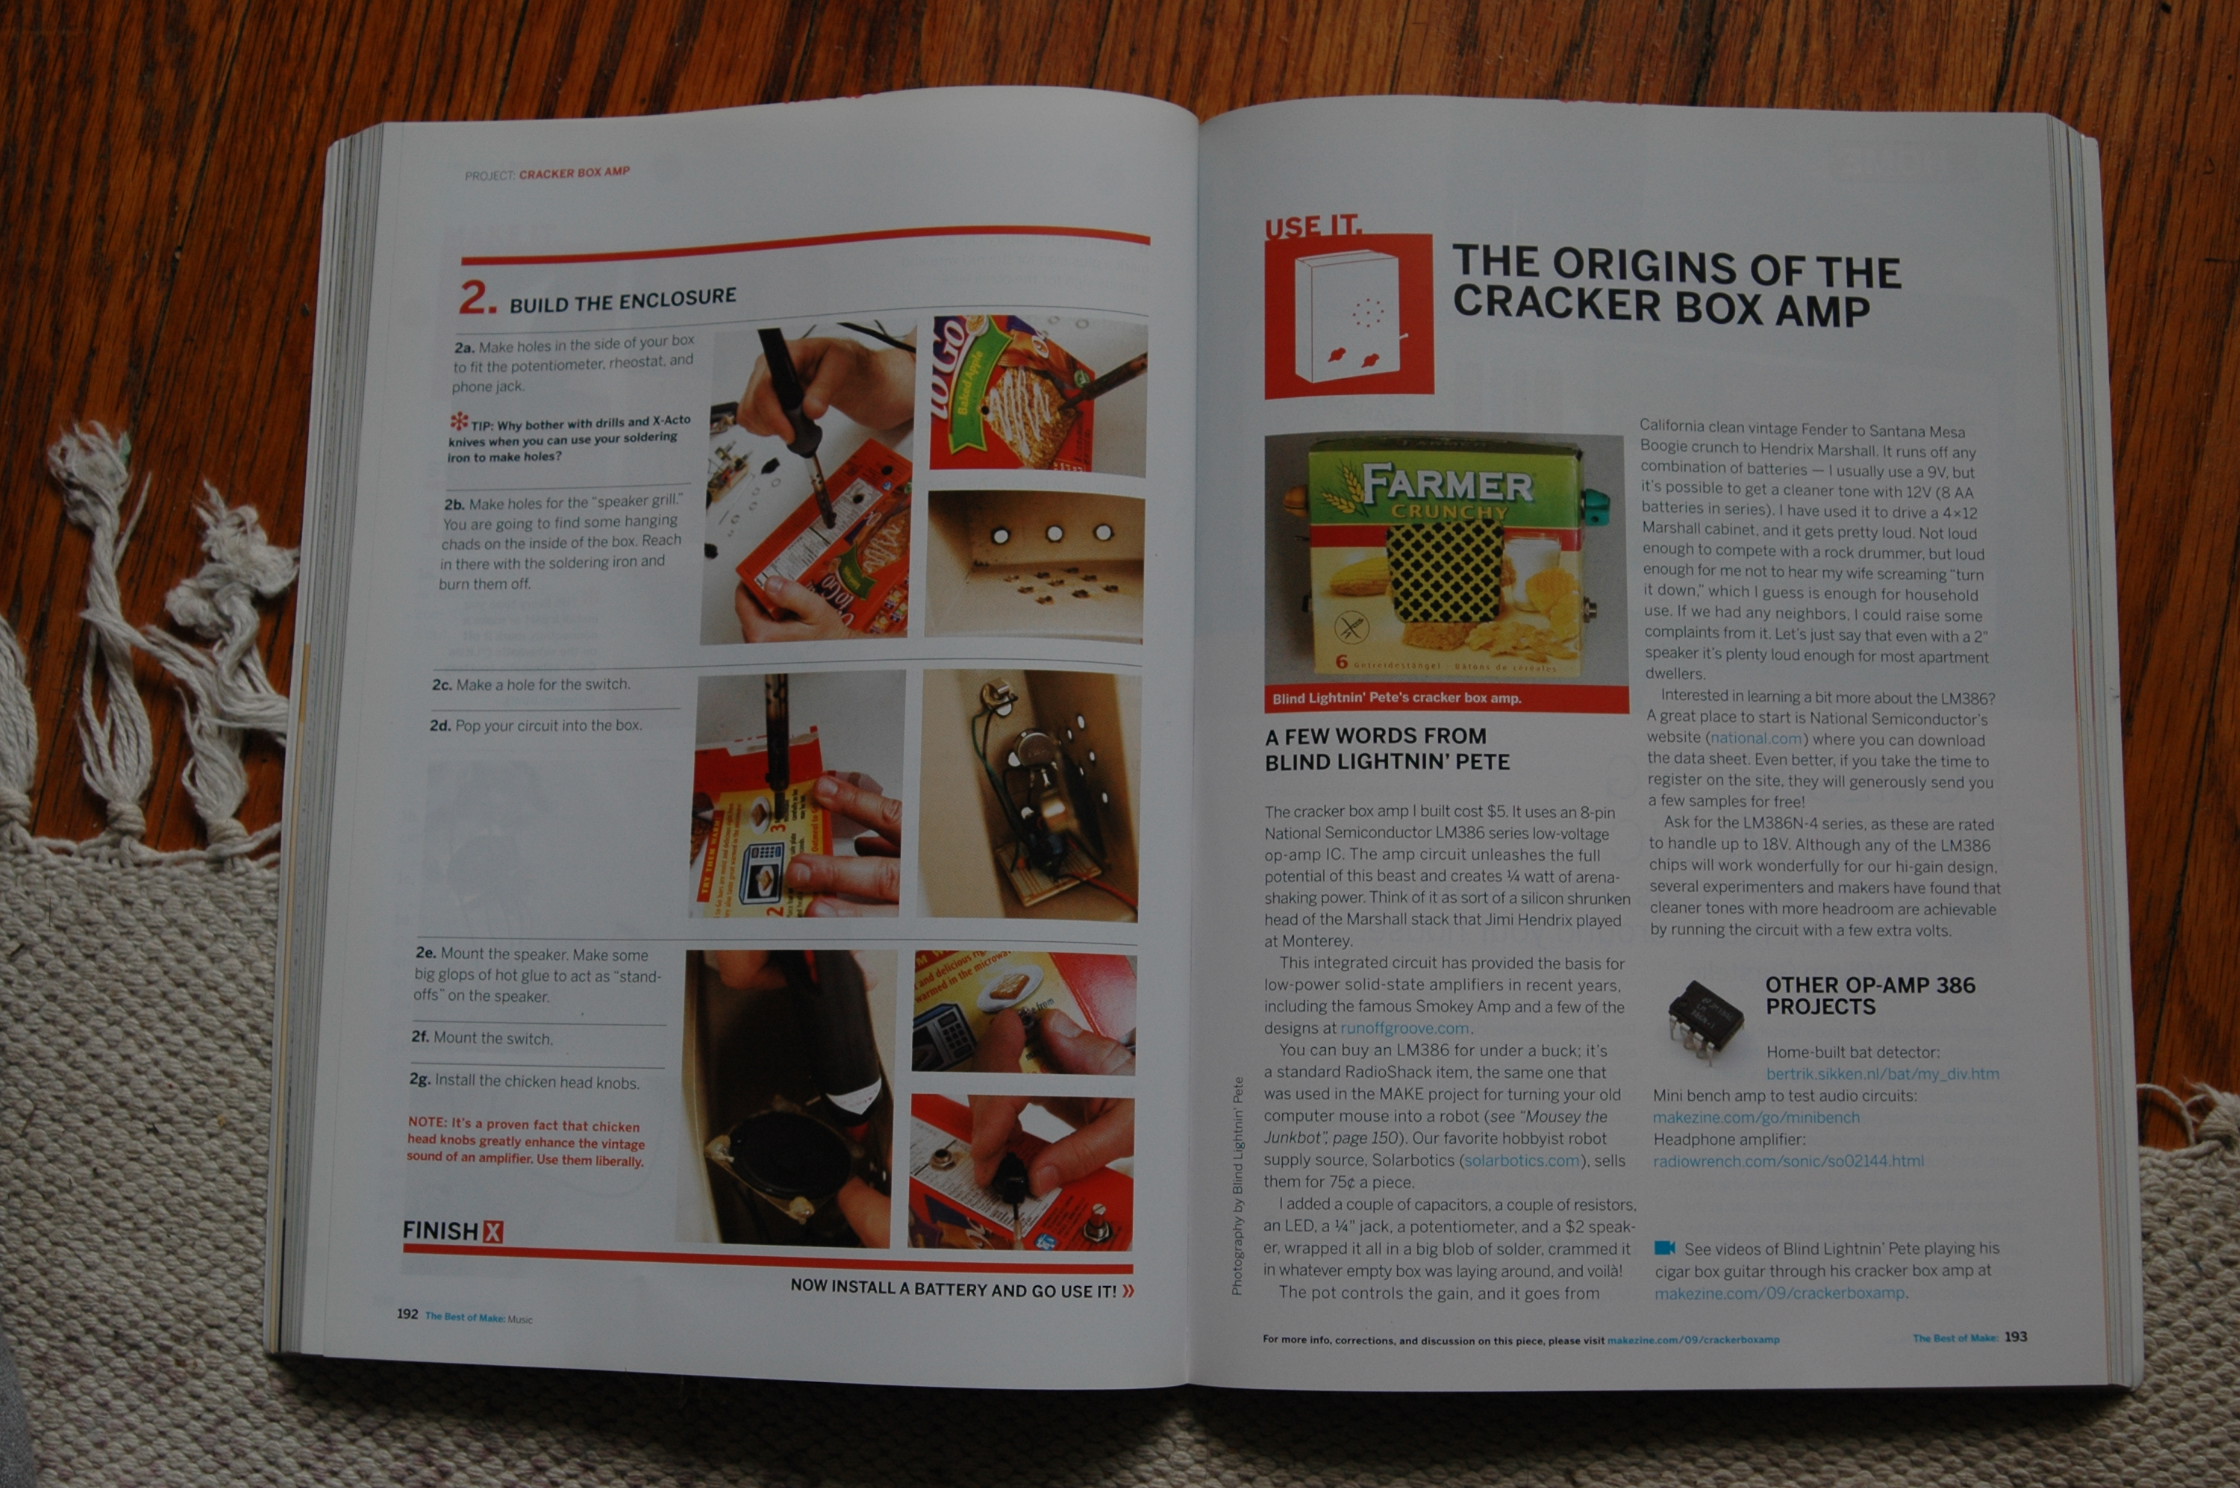 PROJECT: CRACKER BOX AMP
2. BUILD THE ENCLOSURE
2a. Make holes in the side of your box
to fit the potentiometer, rheostat, and
phone jack.
TIP: Why bother with drills and X-Acto
knives when you can use your soldering
iron to make holes?
2b. Make holes for the “speaker grill.”
You are going to find some hanging
chads on the inside of the box. Reach
in there with the soldering iron and
burn them off.
2c. Make a hole for the switch.
2d. Pop your circuit into the box.
2e. Mount the speaker. Make some
big glops of hot glue to act as “stand-
offs” on the speaker.
2f. Mount the switch.
2g. Install the chicken head knobs.
NOTE: It’s a proven fact that chicken
head knobs greatly enhance the vintage
sound of an amplifier. Use them liberally.
Baked Apple
to Go
TRY THEM WARM!
2
3
FINISH X
NOW INSTALL A BATTERY AND GO USE IT! »
192 The Best of Make: Music
USE IT.
THE ORIGINS OF THE
CRACKER BOX AMP
FARMER
CRUNCHY
6 Getreidestangel
Bâtons de céréales
Blind Lightnin’ Pete’s cracker box amp.
A FEW WORDS FROM
BLIND LIGHTNIN’ PETE
The cracker box amp I built cost $5. It uses an 8-pin
National Semiconductor LM386 series low-voltage
op-amp IC. The amp circuit unleashes the full
potential of this beast and creates ¼ watt of arena-
shaking power. Think of it as sort of a silicon shrunken
head of the Marshall stack that Jimi Hendrix played
at Monterey.
This integrated circuit has provided the basis for
low-power solid-state amplifiers in recent years,
including the famous Smokey Amp and a few of the
designs at runoffgroove.com.
You can buy an LM386 for under a buck; it’s
a standard RadioShack item, the same one that
was used in the MAKE project for turning your old
computer mouse into a robot (see “Mousey the
Junkbot”, page 150). Our favorite hobbyist robot
supply source, Solarbotics (solarbotics.com), sells
them for 75¢ a piece.
I added a couple of capacitors, a couple of resistors,
an LED, a ¼" jack, a potentiometer, and a $2 speak-
er, wrapped it all in a big blob of solder, crammed it
in whatever empty box was laying around, and voilà!
The pot controls the gain, and it goes from
California clean vintage Fender to Santana Mesa
Boogie crunch to Hendrix Marshall. It runs off any
combination of batteries — I usually use a 9V, but
it’s possible to get a cleaner tone with 12V (8 AA
batteries in series). I have used it to drive a 4×12
Marshall cabinet, and it gets pretty loud. Not loud
enough to compete with a rock drummer, but loud
enough for me not to hear my wife screaming “turn
it down,” which I guess is enough for household
use. If we had any neighbors, I could raise some
complaints from it. Let’s just say that even with a 2"
speaker it’s plenty loud enough for most apartment
dwellers.
Interested in learning a bit more about the LM386?
A great place to start is National Semiconductor’s
website (national.com) where you can download
the data sheet. Even better, if you take the time to
register on the site, they will generously send you
a few samples for free!
Ask for the LM386N-4 series, as these are rated
to handle up to 18V. Although any of the LM386
chips will work wonderfully for our hi-gain design,
several experimenters and makers have found that
cleaner tones with more headroom are achievable
by running the circuit with a few extra volts.
OTHER OP-AMP 386
PROJECTS
Home-built bat detector:
bertrik.sikken.nl/bat/my_div.htm
Mini bench amp to test audio circuits:
makezine.com/go/minibench
Headphone amplifier:
radiowrench.com/sonic/so02144.html
See videos of Blind Lightnin’ Pete playing his
cigar box guitar through his cracker box amp at
makezine.com/09/crackerboxamp.
Photography by Blind Lightnin’ Pete
For more info, corrections, and discussion on this piece, please visit makezine.com/09/crackerboxamp
The Best of Make: 193